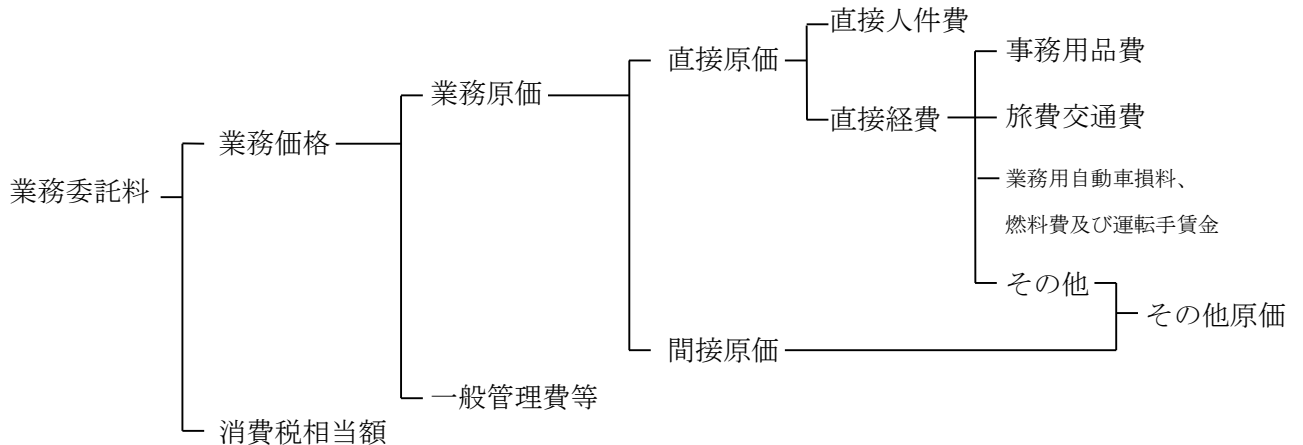 直接人件費
事務用品費
直接原価
業務原価
直接経費
旅費交通費
業務価格
業務委託料
業務用自動車損料、
燃料費及び運転手賃金
その他
その他原価
間接原価
一般管理費等
消費税相当額